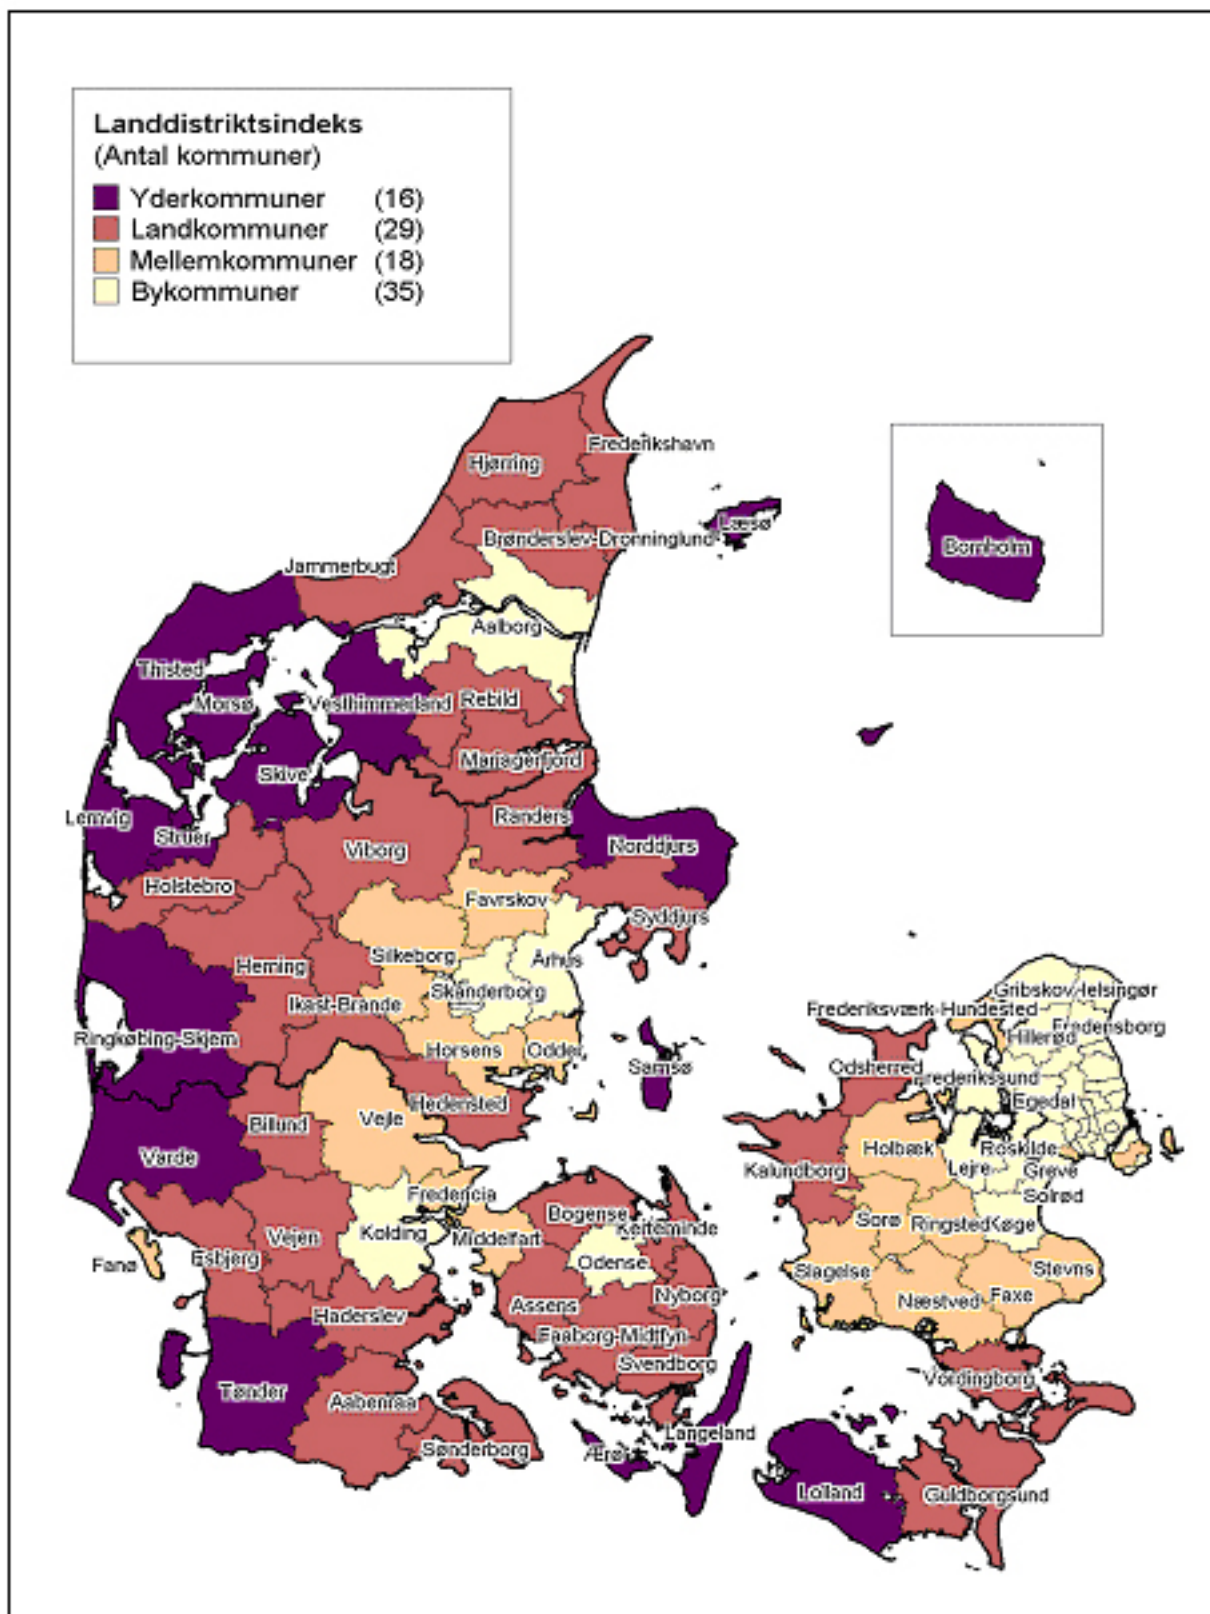 Landdistriktsindeks
(Antal kommuner)
Yderkommuner (16)
Landkommuner (29)
Mellemkommuner (18)
Bykommuner (35)
Frederikshavn
Hjørring
Læsø
Brønderslev-Dronninglund
Bornholm
Jammerbugt
Aalborg
Thisted
Morsø
Vesthimmerland
Rebild
Mariagerfjord
Skive
Lemvig
Struer
Randers
Norddjurs
Viborg
Holstebro
Favrskov
Syddjurs
Silkeborg
Århus
Herning
Skanderborg
Ikast-Brande
Gribskov
Helsingør
Frederiksværk-Hundested
Fredensborg
Hillerød
Ringkøbing-Skjern
Horsens
Odder
Samsø
Odsherred
Frederikssund
Egedal
Hedensted
Billund
Vejle
Varde
Holbæk
Roskilde
Kalundborg
Lejre
Greve
Solrød
Fredericia
Bogense
Kerteminde
Sorø
Ringsted
Køge
Kolding
Vejen
Middelfart
Fanø
Esbjerg
Odense
Slagelse
Stevns
Assens
Nyborg
Næstved
Faxe
Haderslev
Faaborg-Midtfyn
Svendborg
Vordingborg
Tønder
Aabenraa
Langeland
Sønderborg
Ærø
Lolland
Guldborgsund